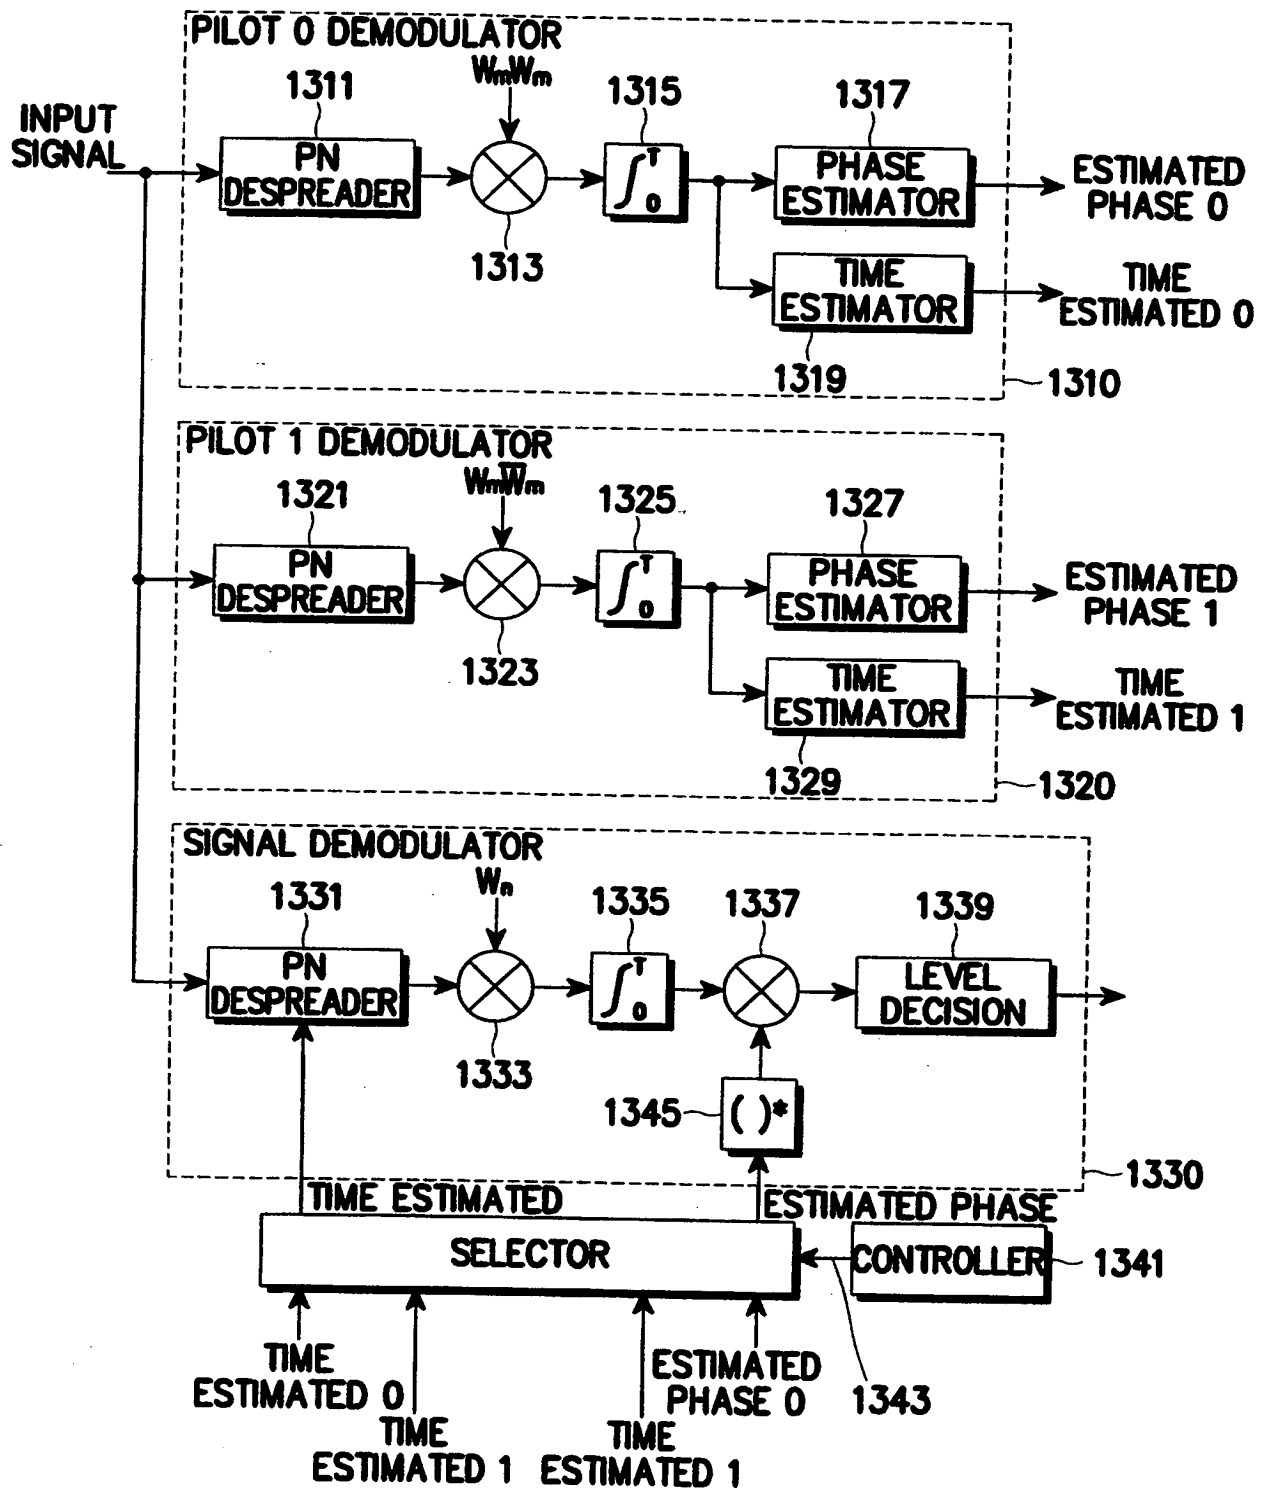 PILOT 0 DEMODULATOR
WmWm
1311
1315
1317
INPUT
SIGNAL
PN
DESPREADER
∫ T 0
PHASE
ESTIMATOR
ESTIMATED
PHASE 0
1313
TIME
ESTIMATOR
TIME
ESTIMATED 0
1319
1310
PILOT 1 DEMODULATOR
WmW̅m
1321
1325
1327
PN
DESPREADER
∫ T 0
PHASE
ESTIMATOR
ESTIMATED
PHASE 1
1323
TIME
ESTIMATOR
TIME
ESTIMATED 1
1329
1320
SIGNAL DEMODULATOR
Wn
1331
1335
1337
1339
PN
DESPREADER
∫ T 0
LEVEL
DECISION
1333
1345
( )*
1330
TIME ESTIMATED
ESTIMATED PHASE
SELECTOR
CONTROLLER
1341
TIME
ESTIMATED 0
ESTIMATED
PHASE 0
1343
TIME
ESTIMATED 1
TIME
ESTIMATED 1